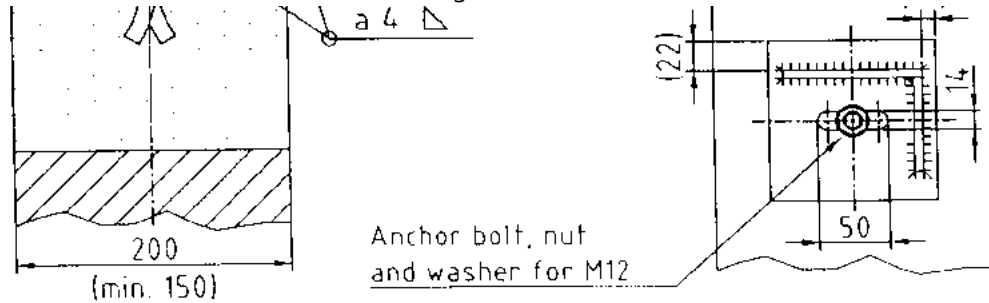 a 4
200
(min. 150)
(22)
14
50
Anchor bolt, nut
and washer for M12